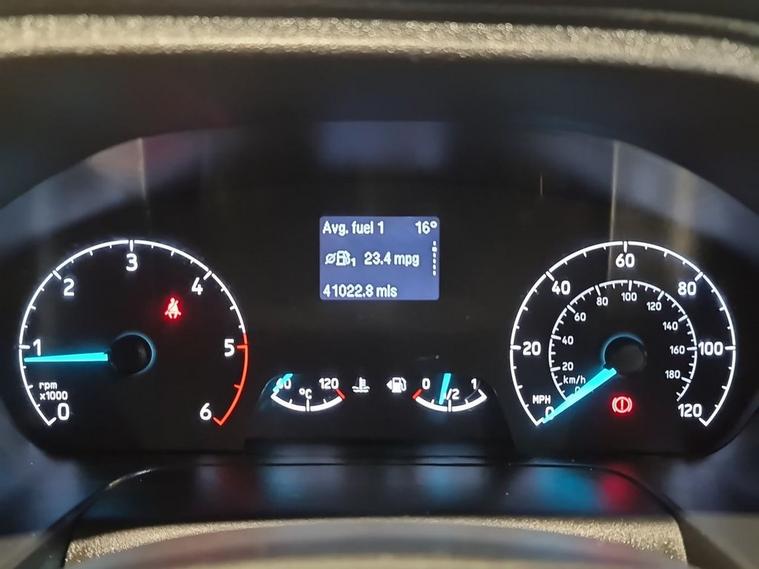 Avg. fuel 1 16°
ø 1 23.4 mpg
41022.8 mls
0 1 2 3 4 5 6
rpm
x1000
60 120
°C
0 1/2 1
0 20 40 60 80 100 120
MPH
20 40 60 80 100 120 140 160 180
km/h